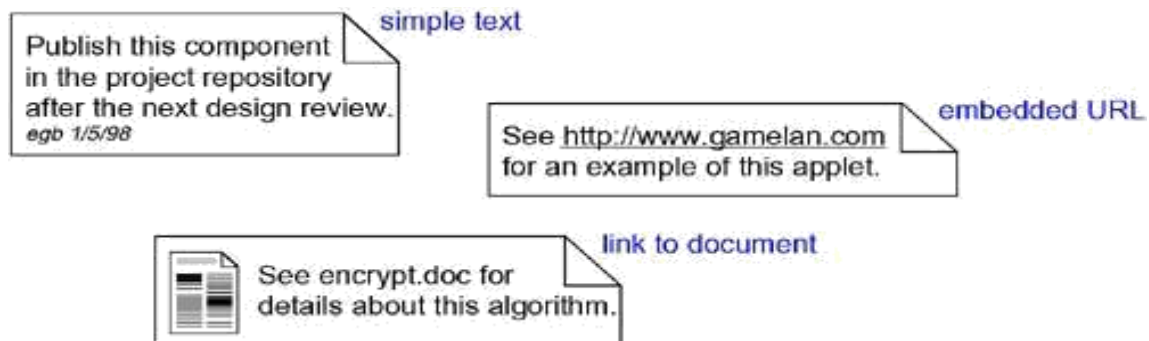 simple text
Publish this component
in the project repository
after the next design review.
egb 1/5/98
embedded URL
See http://www.gamelan.com
for an example of this applet.
link to document
See encrypt.doc for
details about this algorithm.